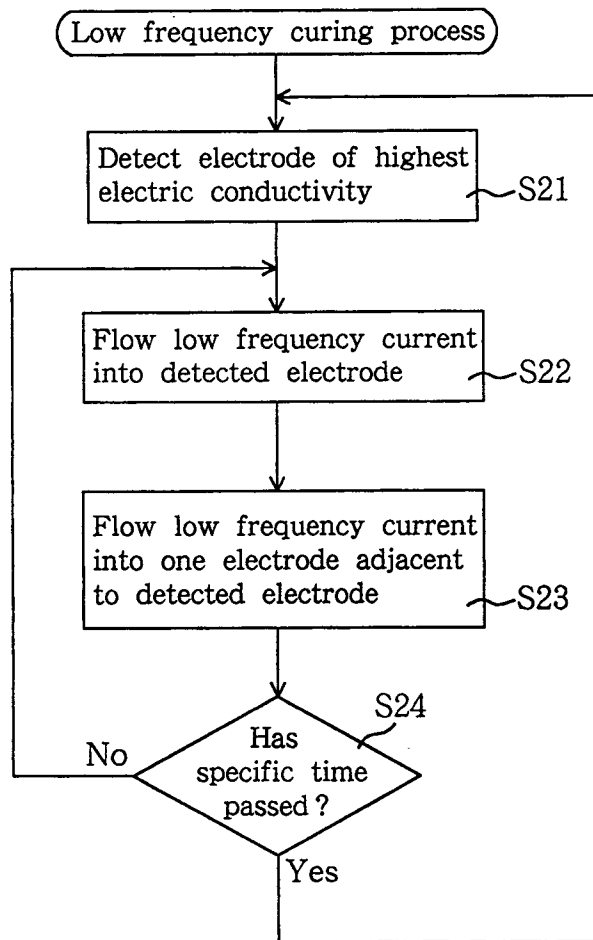 Low frequency curing process
Detect electrode of highest
electric conductivity
S21
Flow low frequency current
into detected electrode
S22
Flow low frequency current
into one electrode adjacent
to detected electrode
S23
S24
Has
specific time
passed?
No
Yes